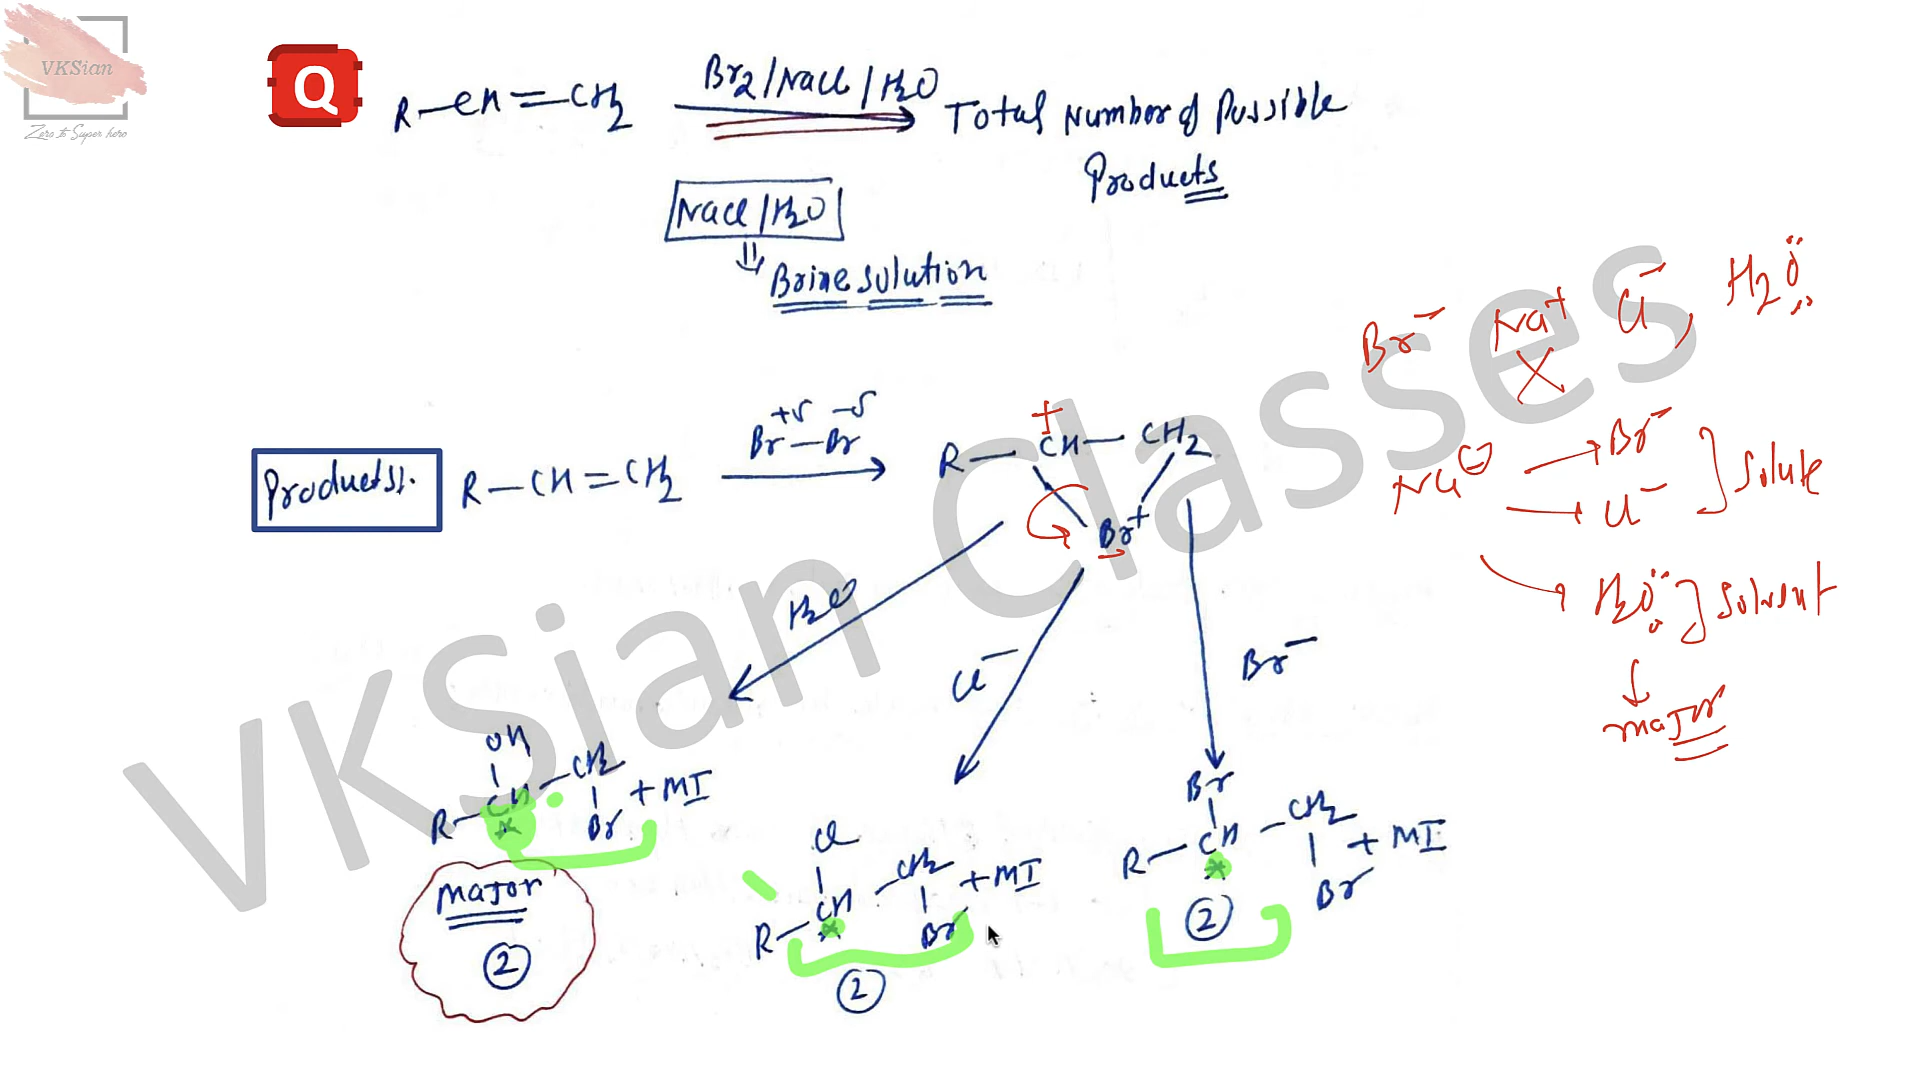 VKSian
Zero to Super hero
Q
R-CH=CH2
Br2/NaCl/H2O
Total Number of Possible
Products
NaCl/H2O
Brine solution
Br- Na+ Cl-, H2O
Products:
R-CH=CH2
+δ -δ
Br-Br
+
R-CH-CH2
Br+
Nu⊖
Br-
Cl-
} Solute
H2O } Solvent
major
H2O
Cl-
Br-
OH
R-CH-CH2 + MI
*
Br
major
2
Cl
R-CH-CH2 + MI
*
Br
2
Br
R-CH-CH2 + MI
*
Br
2
VKSian Classes